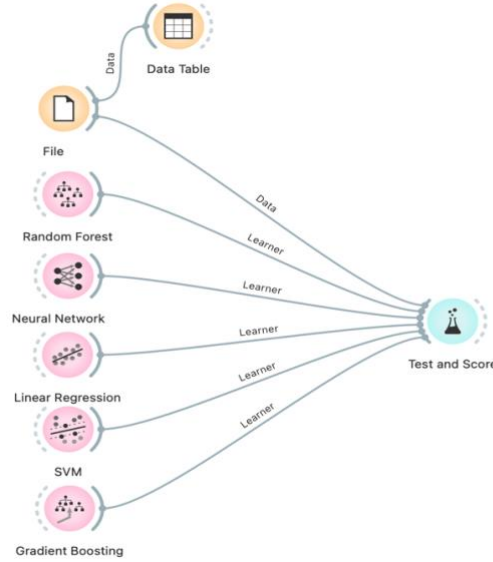 Data Table
Data
File
Data
Random Forest
Learner
Neural Network
Learner
Linear Regression
Learner
Test and Score
Learner
SVM
Learner
Gradient Boosting